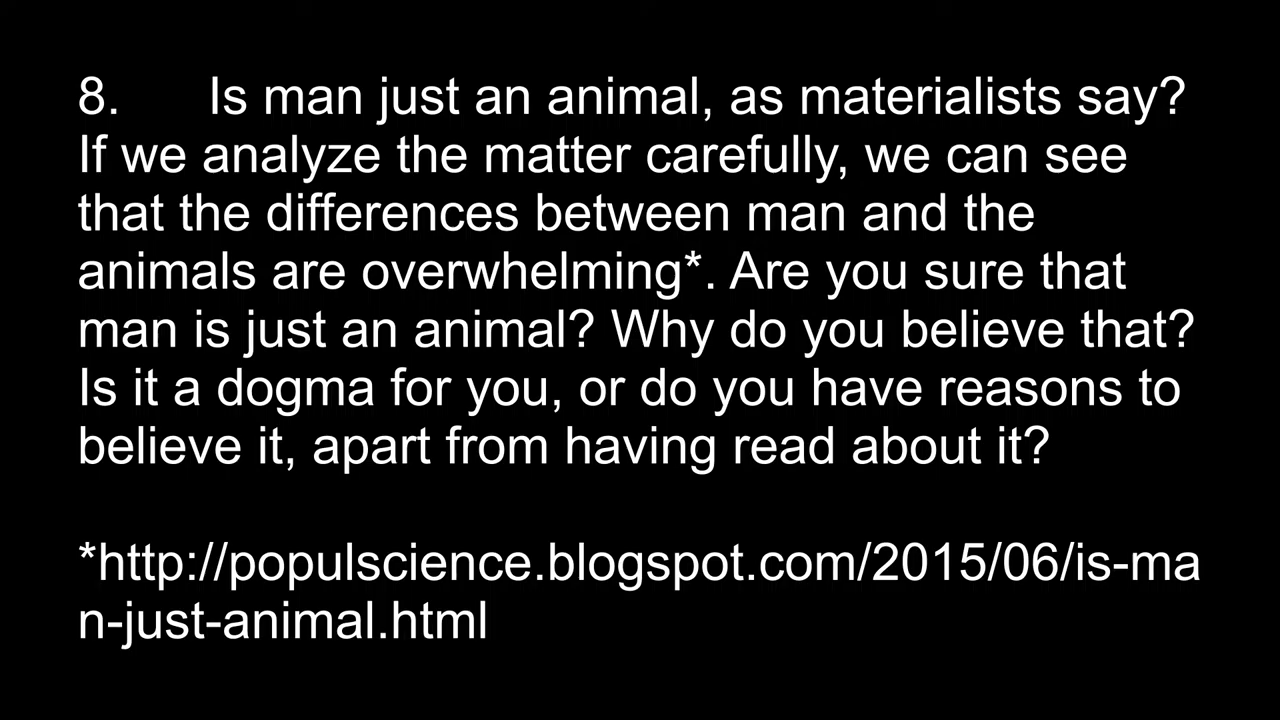 8. Is man just an animal, as materialists say?
If we analyze the matter carefully, we can see
that the differences between man and the
animals are overwhelming*. Are you sure that
man is just an animal? Why do you believe that?
Is it a dogma for you, or do you have reasons to
believe it, apart from having read about it?
*http://populscience.blogspot.com/2015/06/is-ma
n-just-animal.html